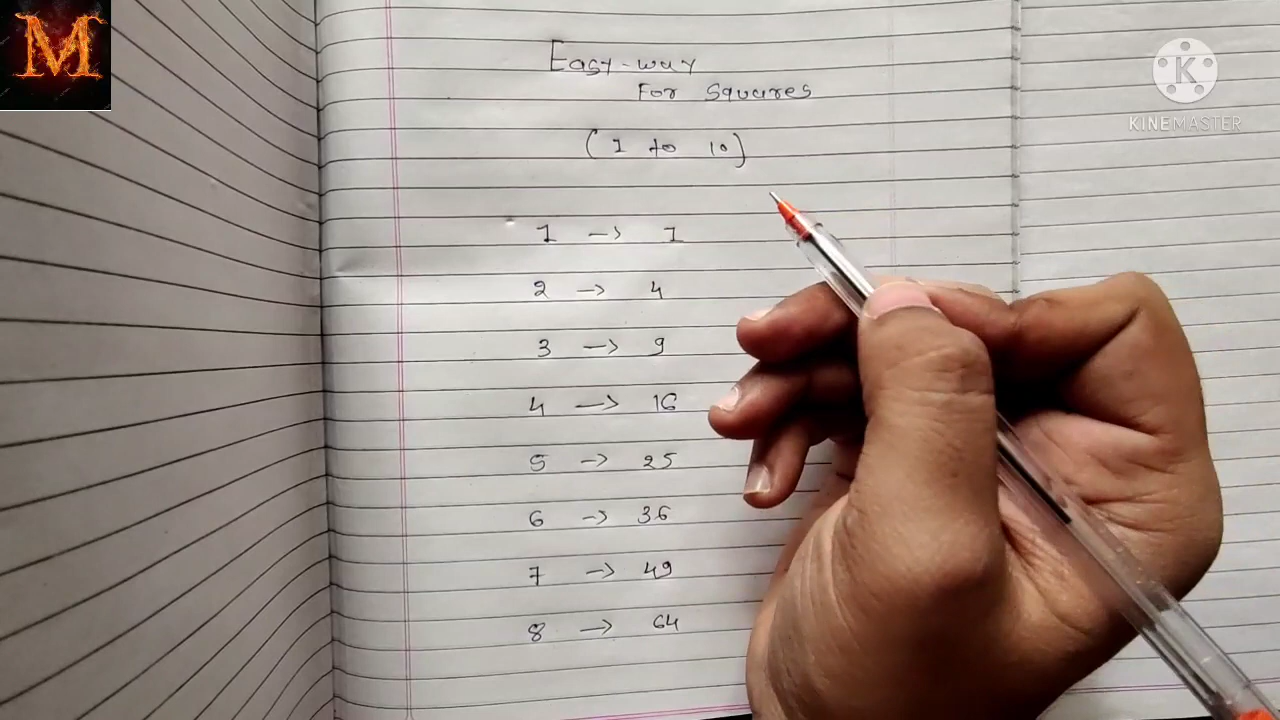 M
K
KINEMASTER
Easy-way
For Squares
(1 to 10)
1 → 1
2 → 4
3 → 9
4 → 16
5 → 25
6 → 36
7 → 49
8 → 64